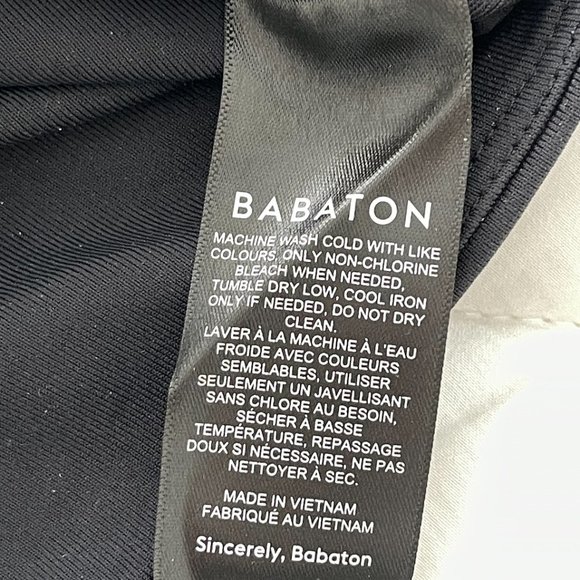 BABATON
MACHINE WASH COLD WITH LIKE
COLOURS, ONLY NON-CHLORINE
BLEACH WHEN NEEDED,
TUMBLE DRY LOW, COOL IRON
ONLY IF NEEDED, DO NOT DRY
CLEAN.
LAVER À LA MACHINE À L'EAU
FROIDE AVEC COULEURS
SEMBLABLES, UTILISER
SEULEMENT UN JAVELLISANT
SANS CHLORE AU BESOIN,
SÉCHER À BASSE
TEMPÉRATURE, REPASSAGE
DOUX SI NÉCESSAIRE, NE PAS
NETTOYER À SEC.
MADE IN VIETNAM
FABRIQUÉ AU VIETNAM
Sincerely, Babaton